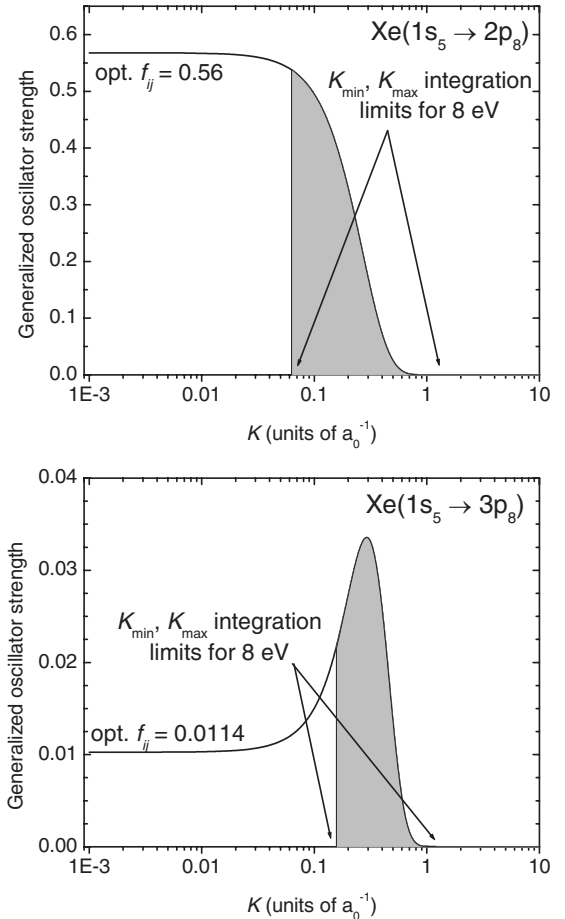 Xe(1s5 → 2p8)
0.6
0.5
0.4
0.3
0.2
0.1
0.0
Generalized oscillator strength
opt. fij = 0.56
Kmin, Kmax integration
limits for 8 eV
1E-3
0.01
0.1
1
10
K (units of a0-1)
Xe(1s5 → 3p8)
0.04
0.03
0.02
0.01
0.00
Generalized oscillator strength
Kmin, Kmax integration
limits for 8 eV
opt. fij = 0.0114
1E-3
0.01
0.1
1
10
K (units of a0-1)